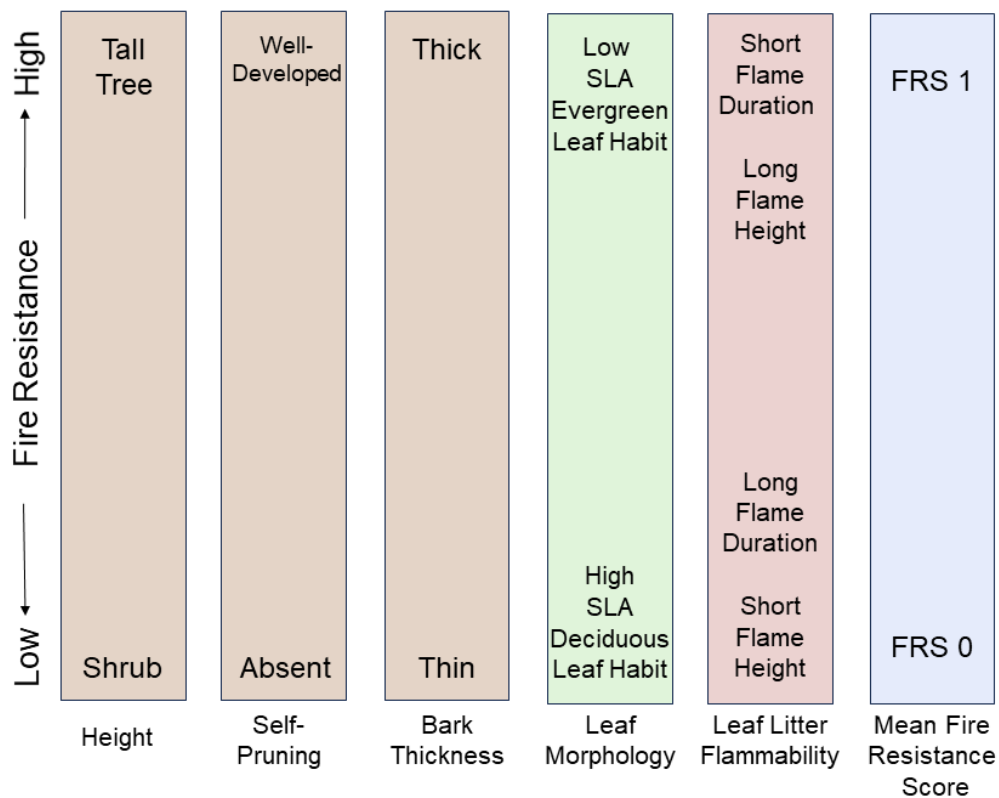 High
Fire Resistance
Low
Tall
Tree
Shrub
Height
Well-
Developed
Absent
Self-
Pruning
Thick
Thin
Bark
Thickness
Low
SLA
Evergreen
Leaf Habit
High
SLA
Deciduous
Leaf Habit
Leaf
Morphology
Short
Flame
Duration
Long
Flame
Height
Long
Flame
Duration
Short
Flame
Height
Leaf Litter
Flammability
FRS 1
FRS 0
Mean Fire
Resistance
Score